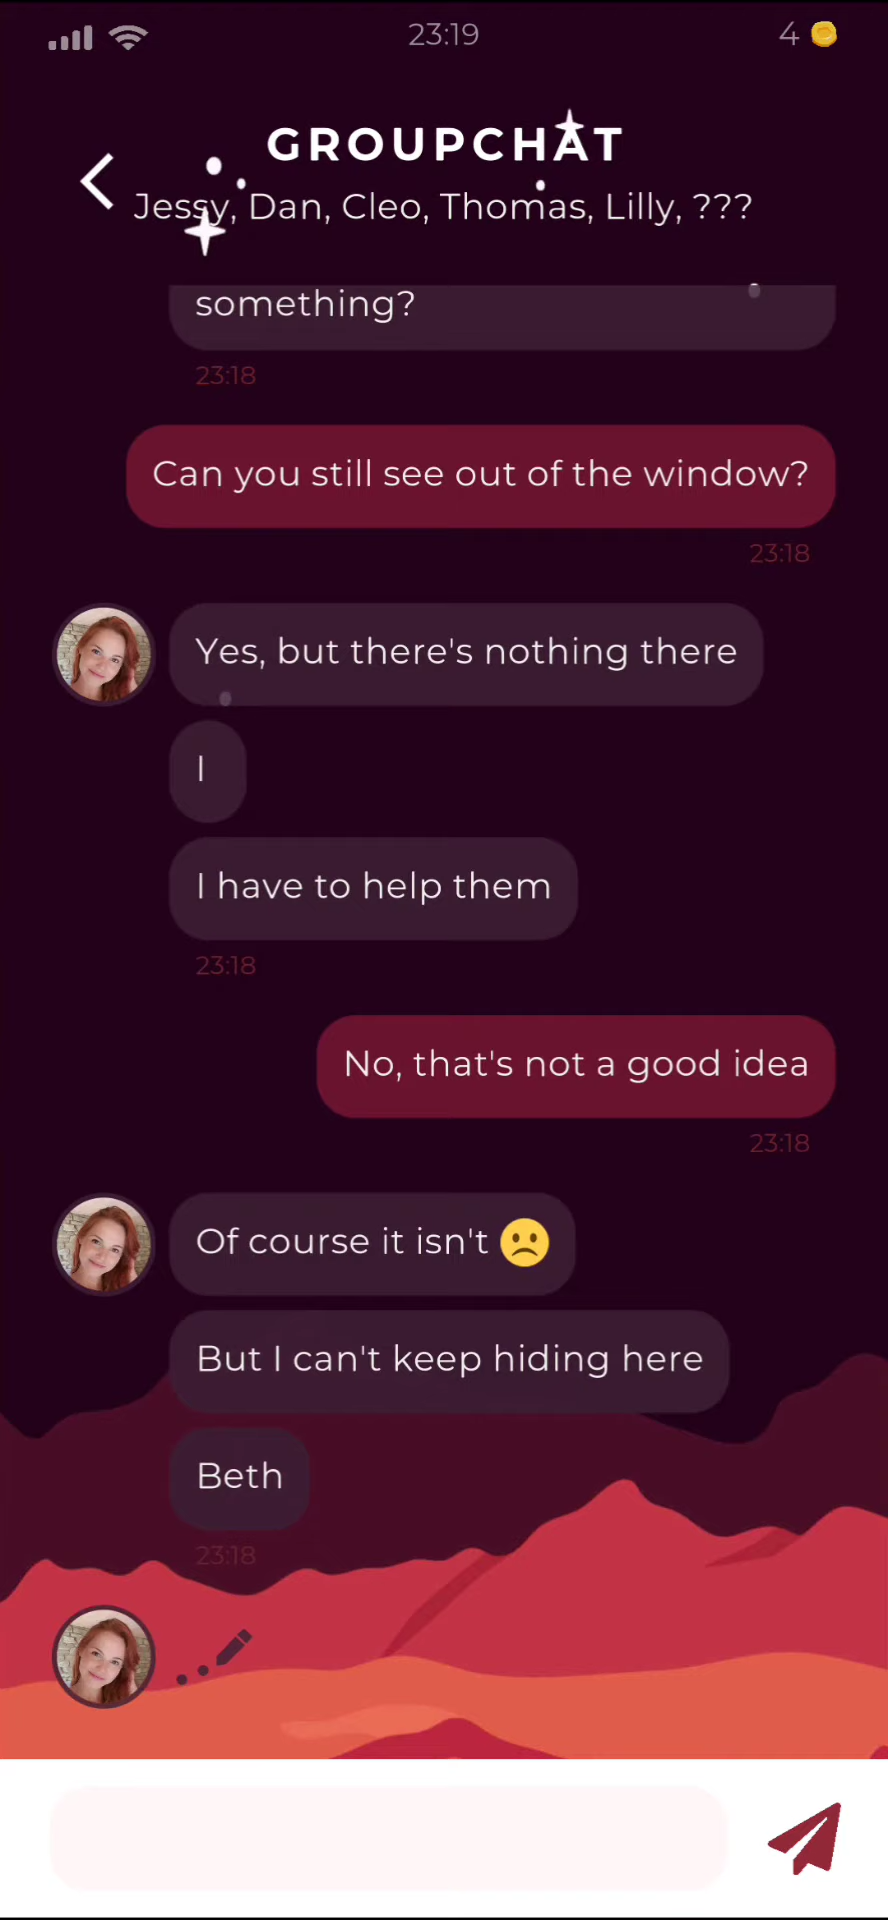 23:19
4
GROUPCHAT
Jessy, Dan, Cleo, Thomas, Lilly, ???
something?
23:18
Can you still see out of the window?
23:18
Yes, but there's nothing there
I
I have to help them
23:18
No, that's not a good idea
23:18
Of course it isn't ☹️
But I can't keep hiding here
Beth
23:18